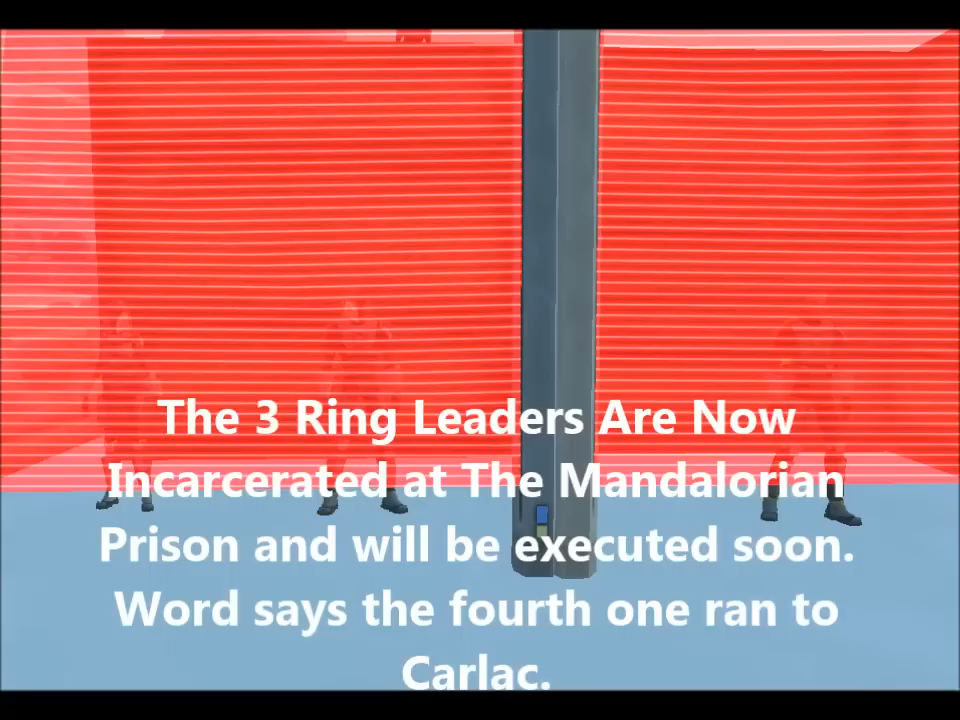 The 3 Ring Leaders Are Now
Incarcerated at The Mandalorian
Prison and will be executed soon.
Word says the fourth one ran to
Carlac.